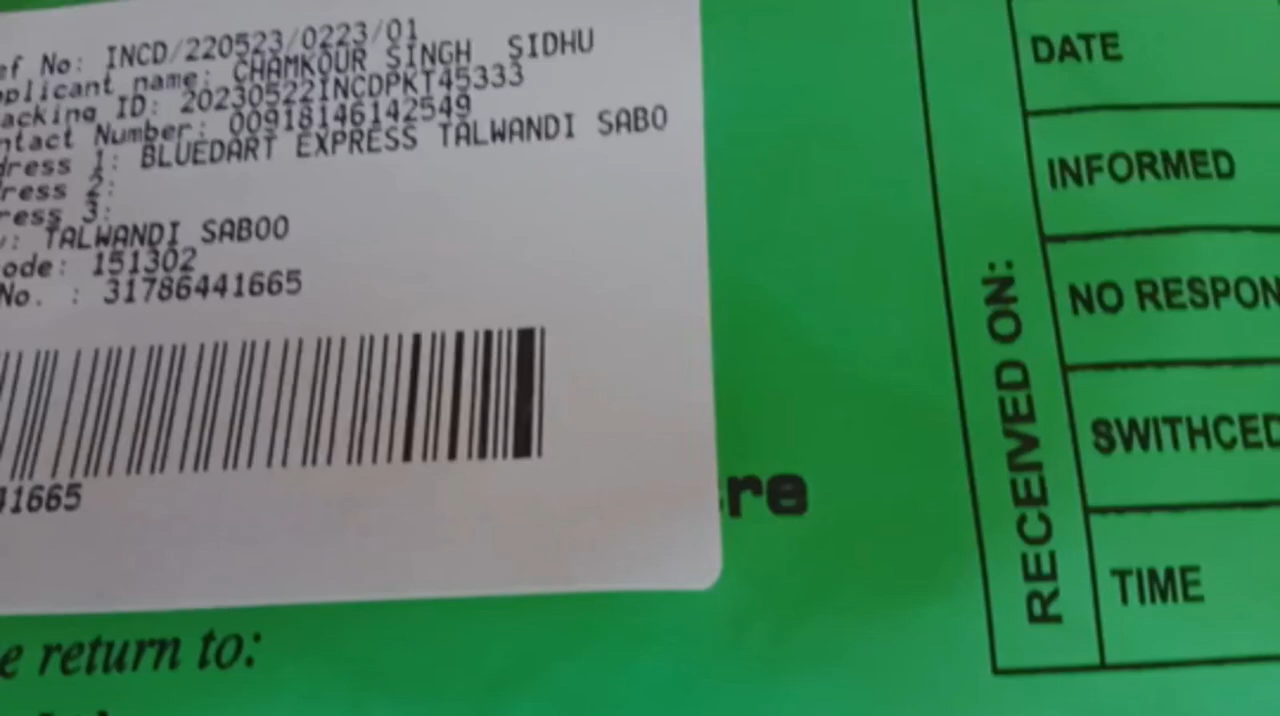 ef No: INCD/220523/0223/01
pplicant name: CHAMKOUR SINGH SIDHU
acking ID: 20230522INCDPKT45333
ntact Number: 00918146142549
dress 1: BLUEDART EXPRESS TALWANDI SABO
ress 2:
ress 3:
y: TALWANDI SABOO
ode: 151302
No. : 31786441665
41665
re
e return to:
RECEIVED ON:
DATE
INFORMED
NO RESPON
SWITHCED
TIME